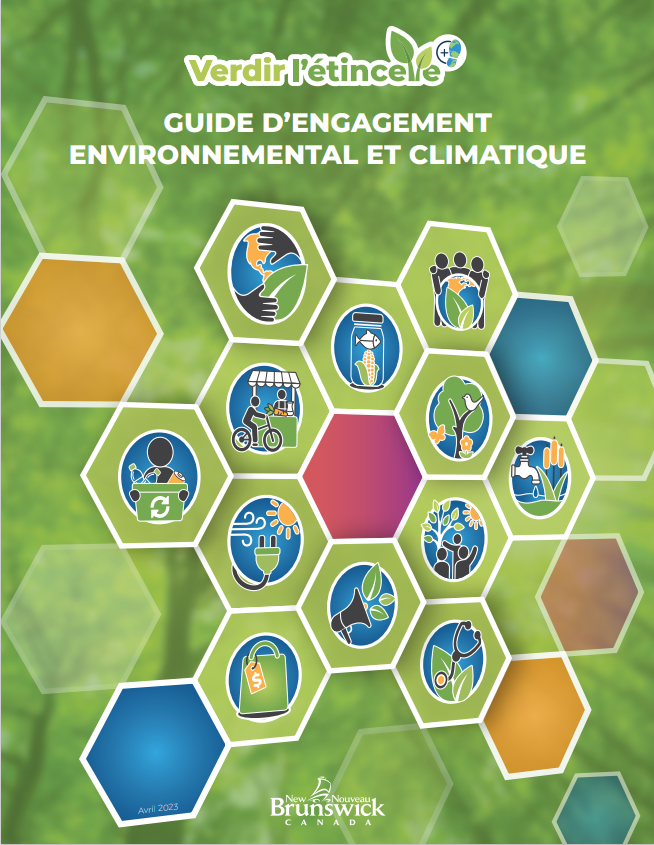 Verdir l'étincelle
GUIDE D'ENGAGEMENT
ENVIRONNEMENTAL ET CLIMATIQUE
$
Avril 2023
New Nouveau
Brunswick
CANADA